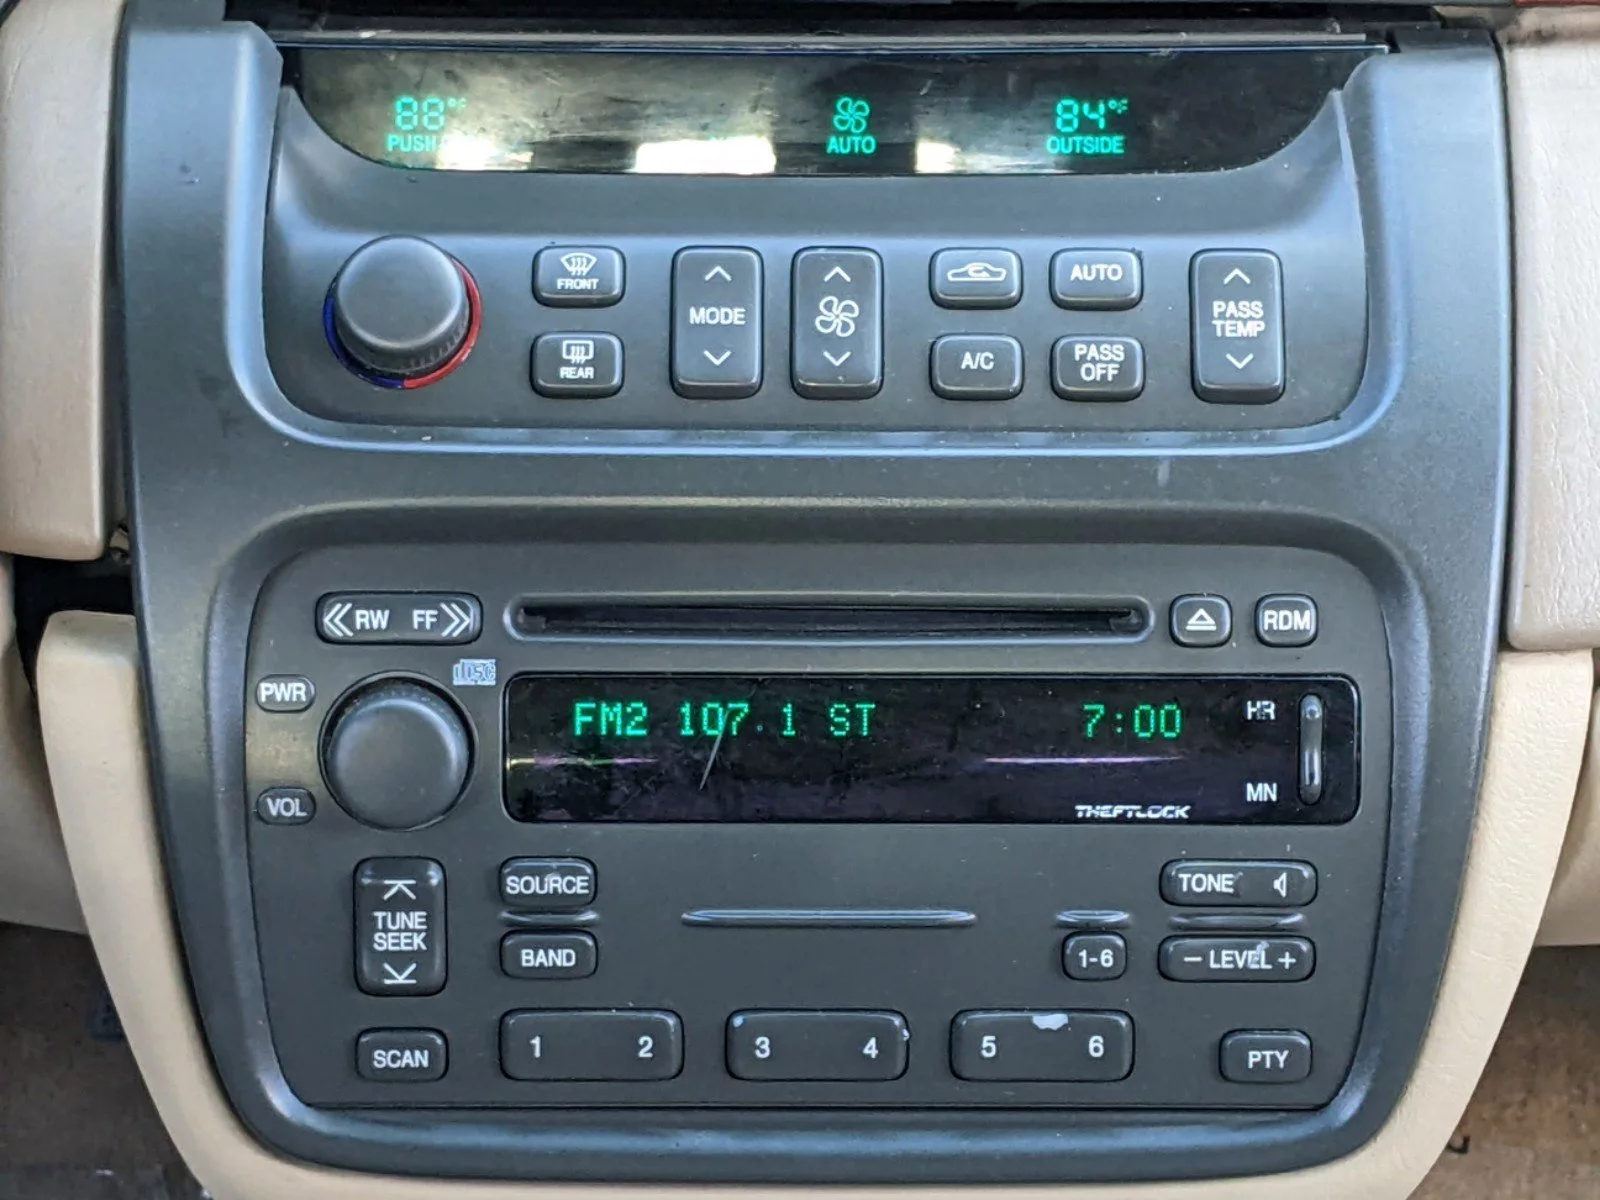 88°F 84°F
PUSH AUTO OUTSIDE
FRONT
REAR
MODE
A/C
AUTO
PASS
OFF
PASS
TEMP
RW FF
RDM
PWR
VOL
DISC
FM2 107.1 ST 7:00
HR
MN
THEFTLOCK
TUNE
SEEK
SOURCE
BAND
TONE
1-6
- LEVEL +
SCAN
1 2
3 4
5 6
PTY